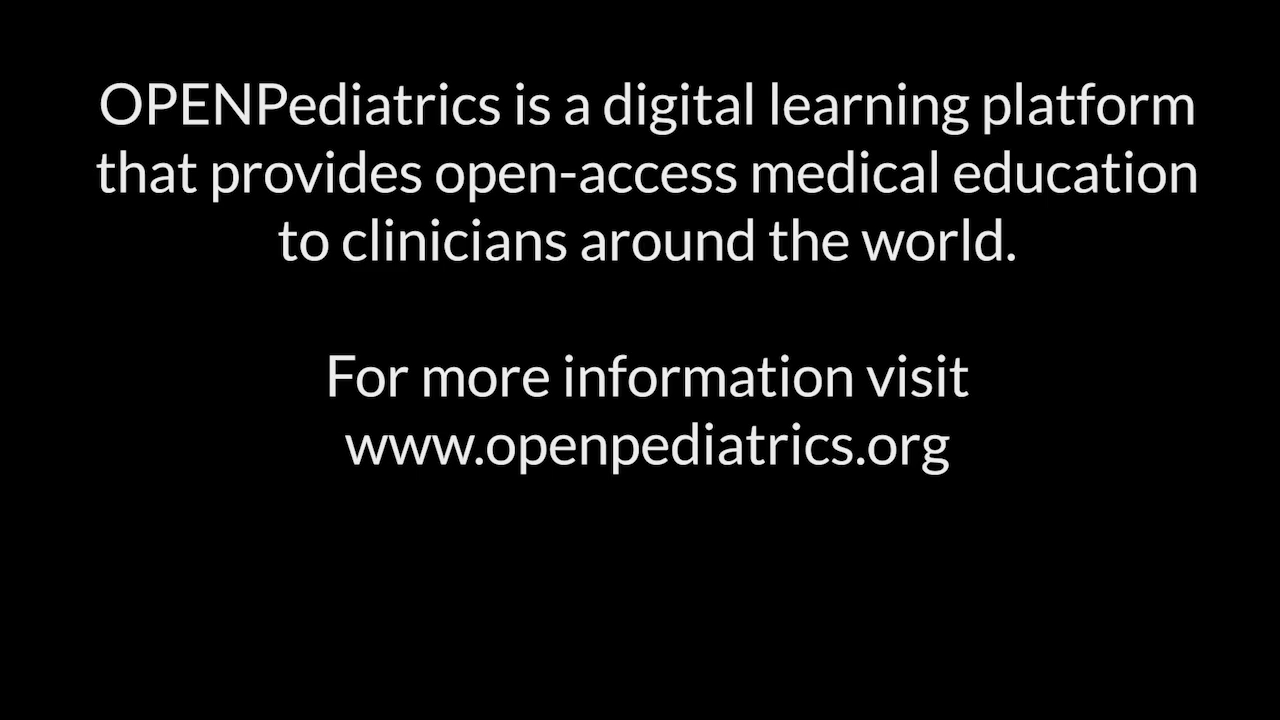 OPENPediatrics is a digital learning platform
that provides open-access medical education
to clinicians around the world.
For more information visit
www.openpediatrics.org